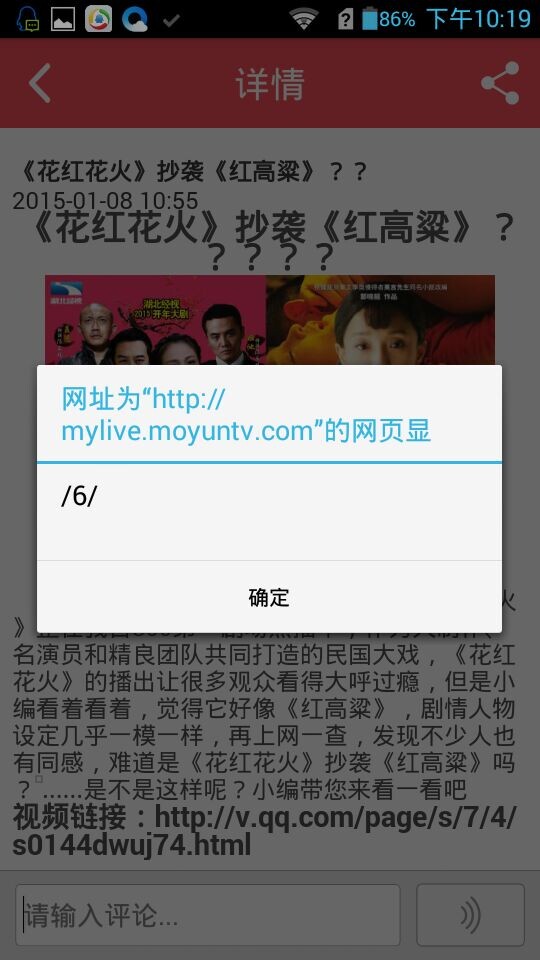 86% 下午10:19
详情
《花红花火》抄袭《红高粱》？？
2015-01-08 10:55
《花红花火》抄袭《红高粱》？
？？？？
湖北经视
湖北经视
2015开年大剧
作品
网址为“http://
mylive.moyuntv.com”的网页显
/6/
确定
火
名演员和精良团队共同打造的民国大戏，《花红
花火》的播出让很多观众看得大呼过瘾，但是小
编看着看着，觉得它好像《红高粱》，剧情人物
设定几乎一模一样，再上网一查，发现不少人也
有同感，难道是《花红花火》抄袭《红高粱》吗
？......是不是这样呢？小编带您来看一看吧
视频链接：http://v.qq.com/page/s/7/4/
s0144dwuj74.html
请输入评论...